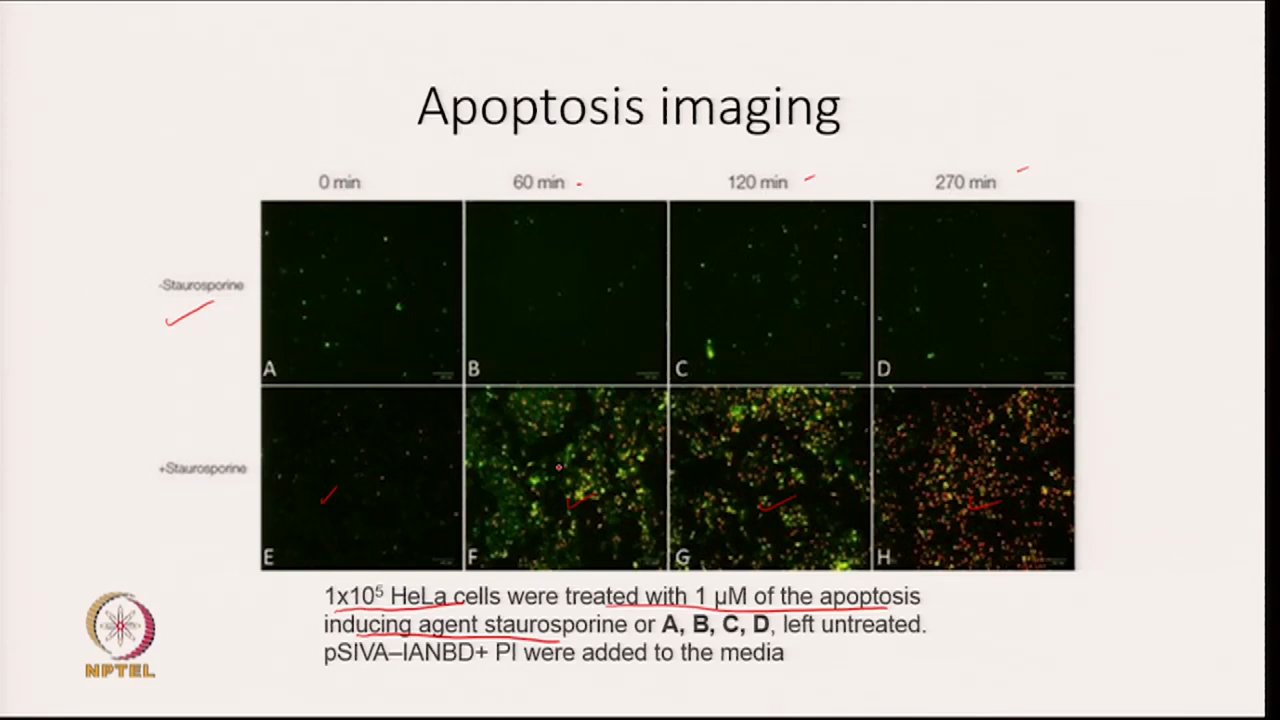 Apoptosis imaging
0 min 60 min 120 min 270 min
-Staurosporine
A B C D
+Staurosporine
E F G H
1x10⁵ HeLa cells were treated with 1 µM of the apoptosis
inducing agent staurosporine or A, B, C, D, left untreated.
pSIVA–IANBD+ PI were added to the media
NPTEL